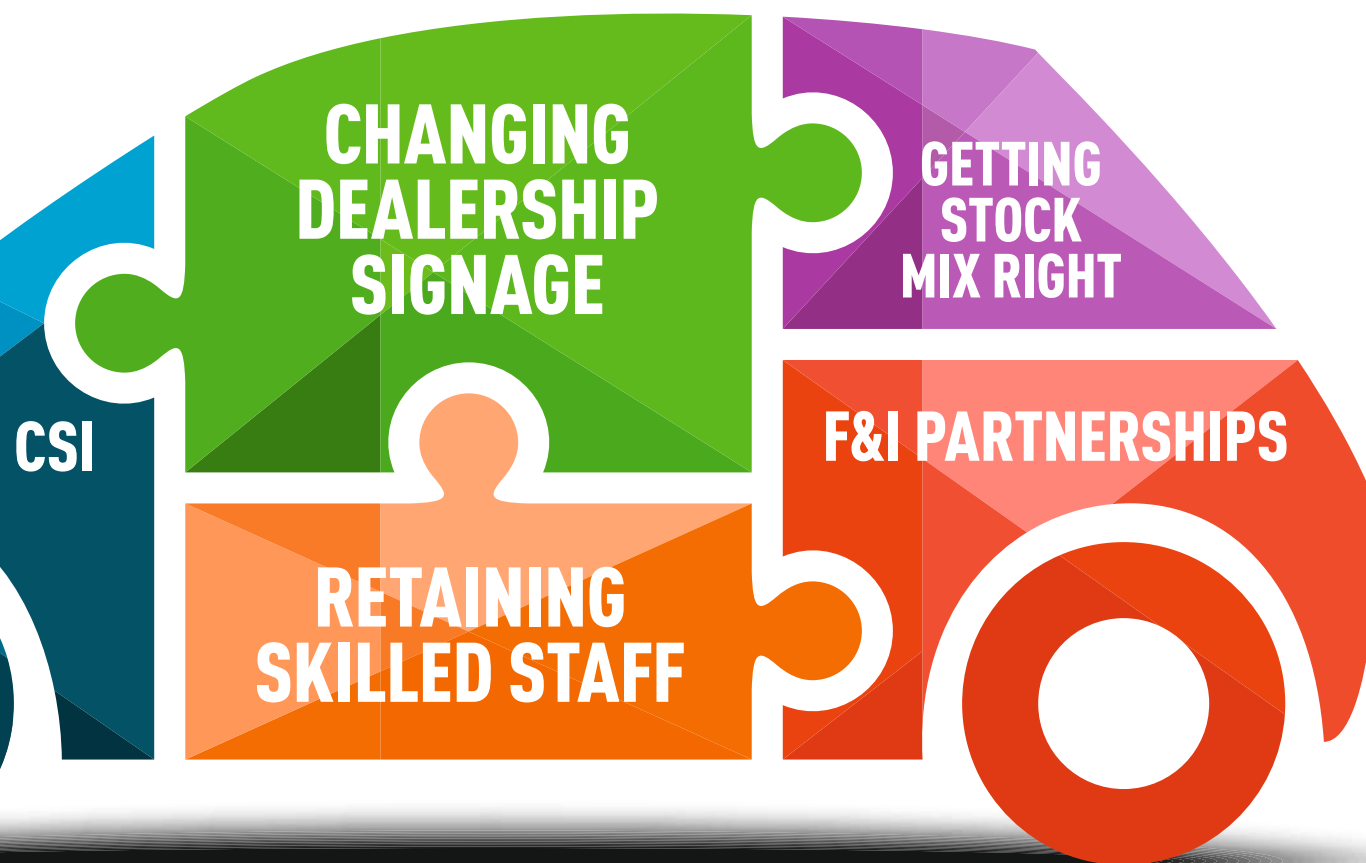 CHANGING
DEALERSHIP
SIGNAGE
GETTING
STOCK
MIX RIGHT
CSI
F&I PARTNERSHIPS
RETAINING
SKILLED STAFF